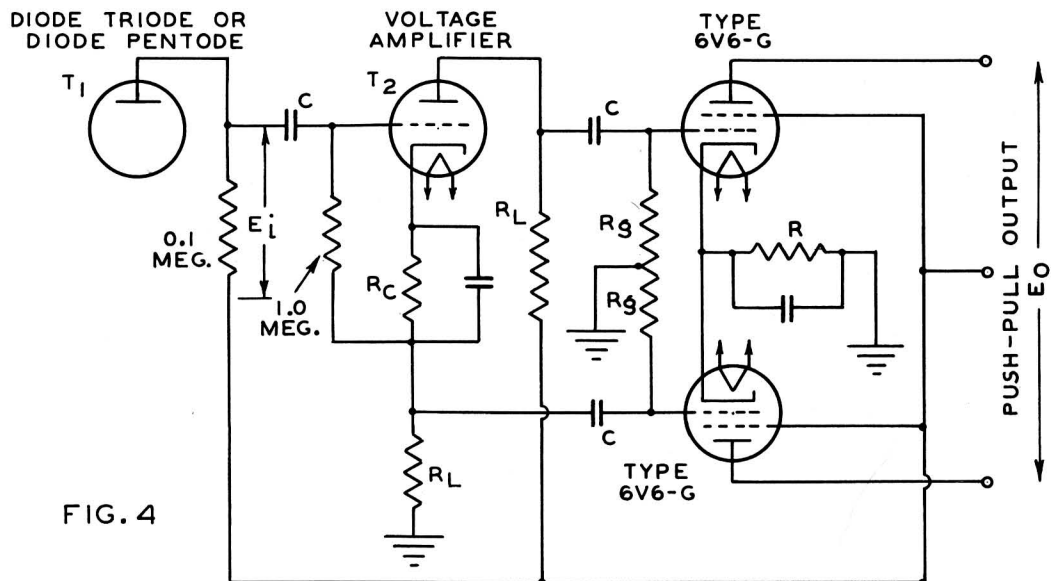 DIODE TRIODE OR
DIODE PENTODE
VOLTAGE
AMPLIFIER
TYPE
6V6-G
T1
T2
C
C
Ei
0.1
MEG.
1.0
MEG.
RC
RL
Rg
Rg
R
C
RL
TYPE
6V6-G
PUSH-PULL OUTPUT
EO
FIG. 4